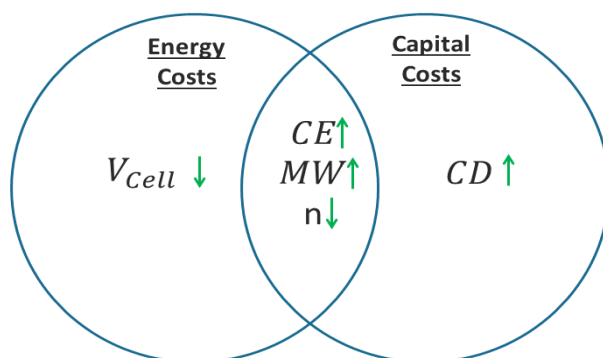 Energy
Costs
Capital
Costs
V_Cell ↓
CE↑
MW↑
n↓
CD ↑